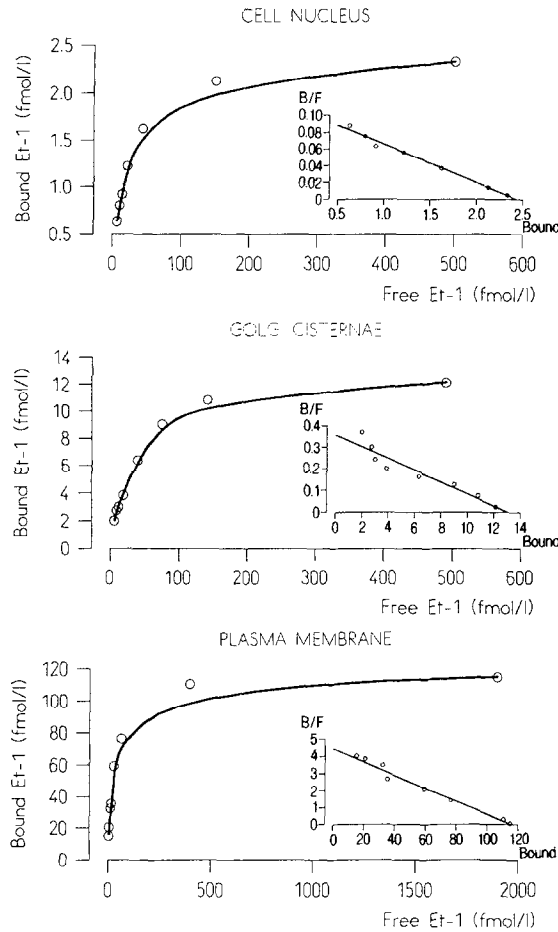 CELL NUCLEUS
Bound Et-1 (fmol/l)
2.5
2.0
1.5
1.0
0.5
0 100 200 300 400 500 600
Free Et-1 (fmol/l)
B/F
0.10
0.08
0.06
0.04
0.02
0
0.5 1.0 1.5 2.0 2.5
Bound
GOLG CISTERNAE
Bound Et-1 (fmol/l)
14
12
10
8
6
4
2
0
0 100 200 300 400 500 600
Free Et-1 (fmol/l)
B/F
0.4
0.3
0.2
0.1
0
0 2 4 6 8 10 12 14
Bound
PLASMA MEMBRANE
Bound Et-1 (fmol/l)
120
100
80
60
40
20
0
0 500 1000 1500 2000
Free Et-1 (fmol/l)
B/F
5
4
3
2
1
0
0 20 40 60 80 100 120
Bound